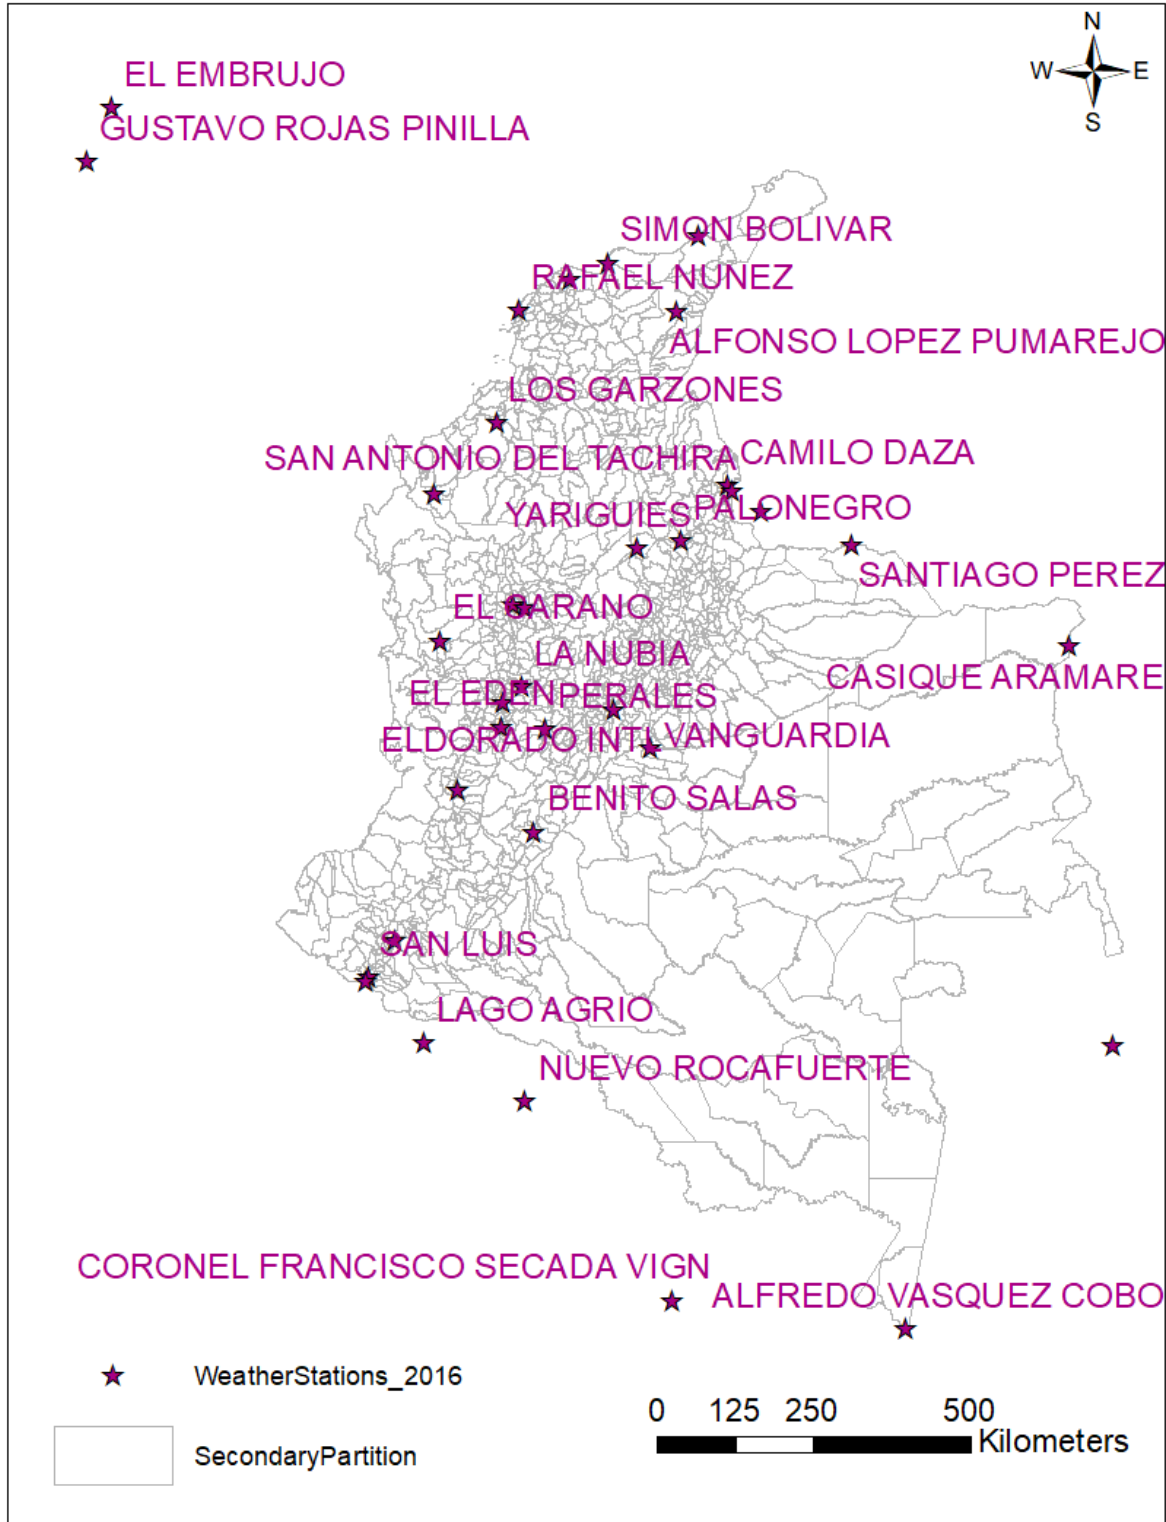 N
W E
S
EL EMBRUJO
GUSTAVO ROJAS PINILLA
SIMON BOLIVAR
RAFAEL NUNEZ
ALFONSO LOPEZ PUMAREJO
LOS GARZONES
SAN ANTONIO DEL TACHIRA
CAMILO DAZA
YARIGUIES
PALONEGRO
SANTIAGO PEREZ
EL CARANO
LA NUBIA
CASIQUE ARAMARE
EL EDEN
PERALES
ELDORADO INTL
VANGUARDIA
BENITO SALAS
SAN LUIS
LAGO AGRIO
NUEVO ROCAFUERTE
CORONEL FRANCISCO SECADA VIGN
ALFREDO VASQUEZ COBO
WeatherStations_2016
SecondaryPartition
0 125 250 500
Kilometers